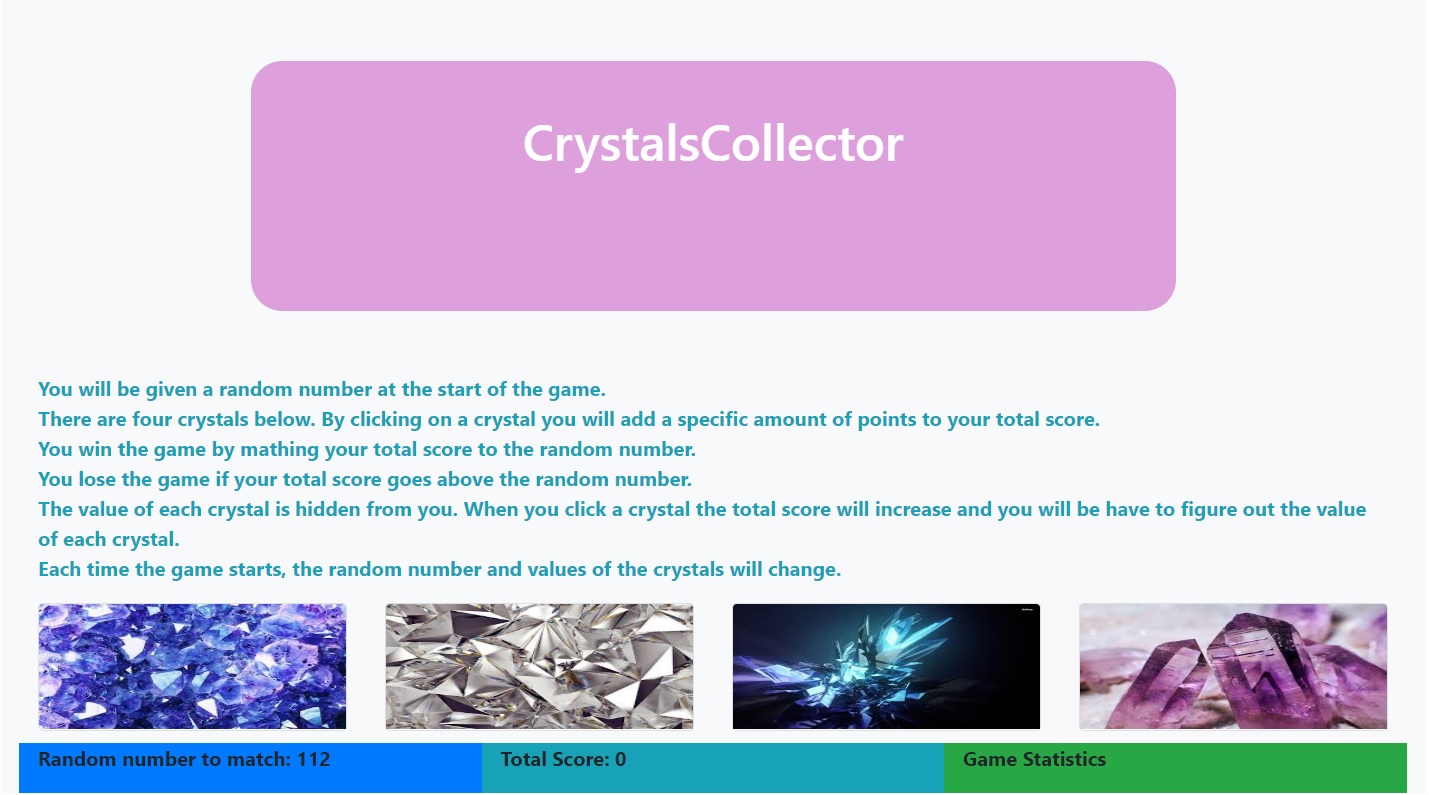 CrystalsCollector
You will be given a random number at the start of the game.
There are four crystals below. By clicking on a crystal you will add a specific amount of points to your total score.
You win the game by mathing your total score to the random number.
You lose the game if your total score goes above the random number.
The value of each crystal is hidden from you. When you click a crystal the total score will increase and you will be have to figure out the value
of each crystal.
Each time the game starts, the random number and values of the crystals will change.
Random number to match: 112
Total Score: 0
Game Statistics